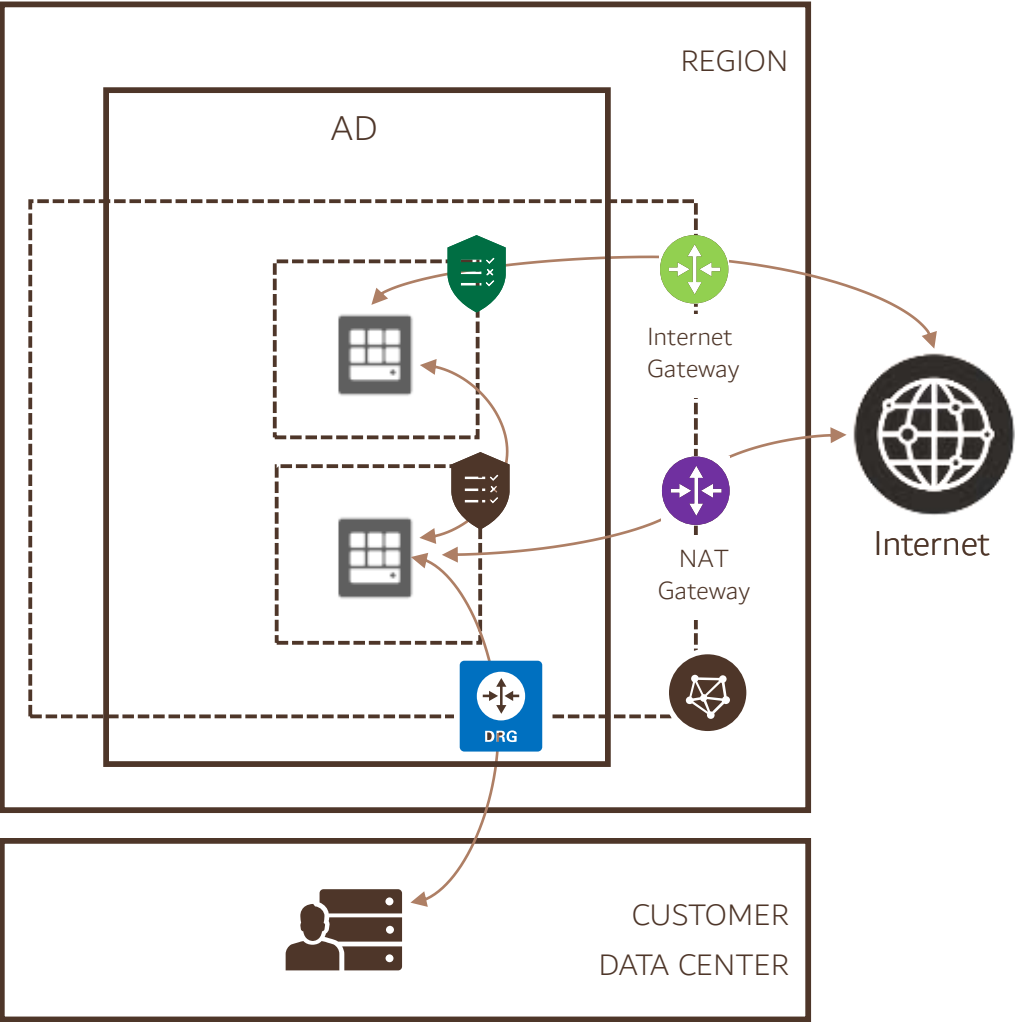 REGION
AD
Internet
Gateway
Internet
NAT
Gateway
DRG
CUSTOMER
DATA CENTER